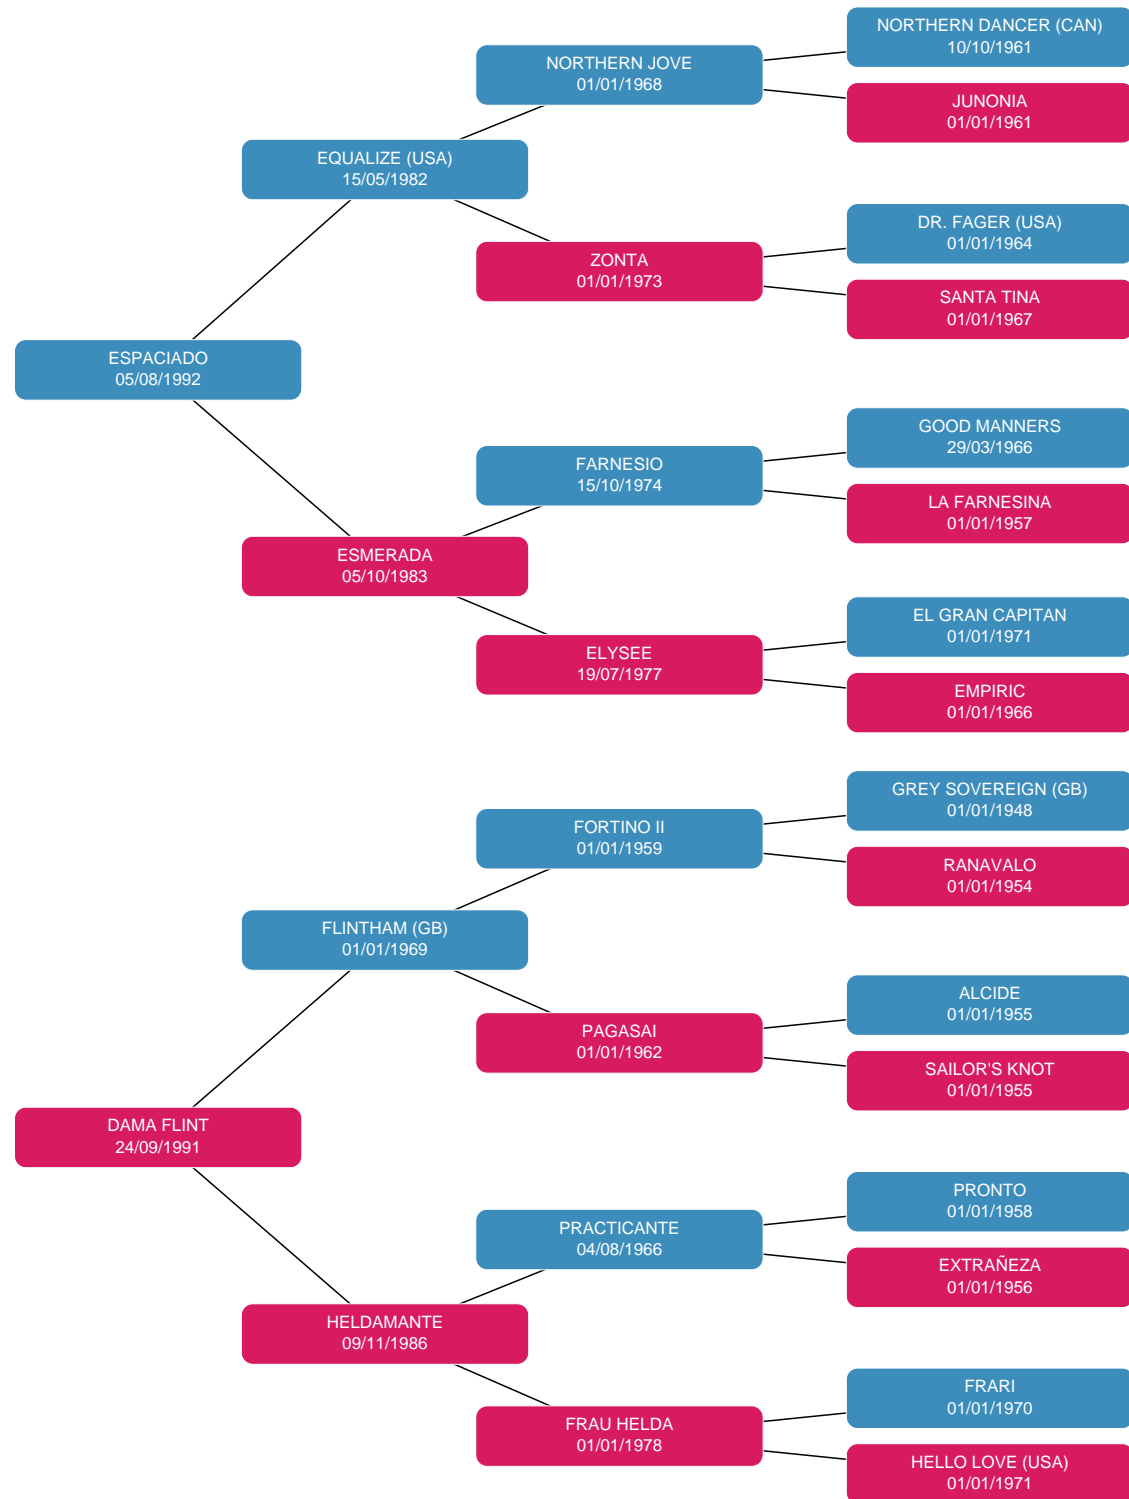 NORTHERN DANCER (CAN)
10/10/1961
NORTHERN JOVE
01/01/1968
JUNONIA
01/01/1961
EQUALIZE (USA)
15/05/1982
DR. FAGER (USA)
01/01/1964
ZONTA
01/01/1973
SANTA TINA
01/01/1967
ESPACIADO
05/08/1992
GOOD MANNERS
29/03/1966
FARNESIO
15/10/1974
LA FARNESINA
01/01/1957
ESMERADA
05/10/1983
EL GRAN CAPITAN
01/01/1971
ELYSEE
19/07/1977
EMPIRIC
01/01/1966
GREY SOVEREIGN (GB)
01/01/1948
FORTINO II
01/01/1959
RANAVALO
01/01/1954
FLINTHAM (GB)
01/01/1969
ALCIDE
01/01/1955
PAGASAI
01/01/1962
SAILOR'S KNOT
01/01/1955
DAMA FLINT
24/09/1991
PRONTO
01/01/1958
PRACTICANTE
04/08/1966
EXTRAÑEZA
01/01/1956
HELDAMANTE
09/11/1986
FRARI
01/01/1970
FRAU HELDA
01/01/1978
HELLO LOVE (USA)
01/01/1971